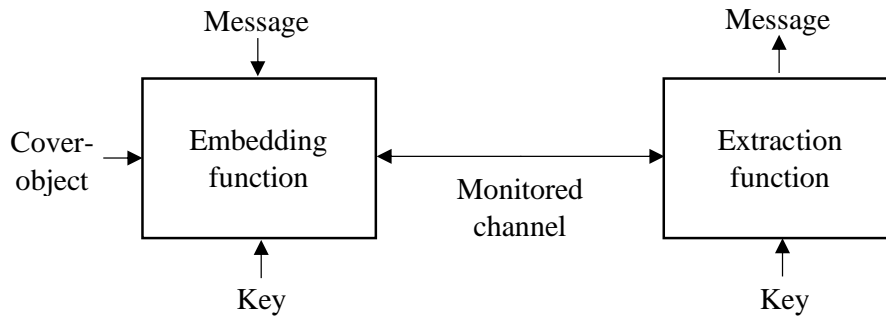 Message
Message
Cover-
object
Embedding
function
Extraction
function
Monitored
channel
Key
Key